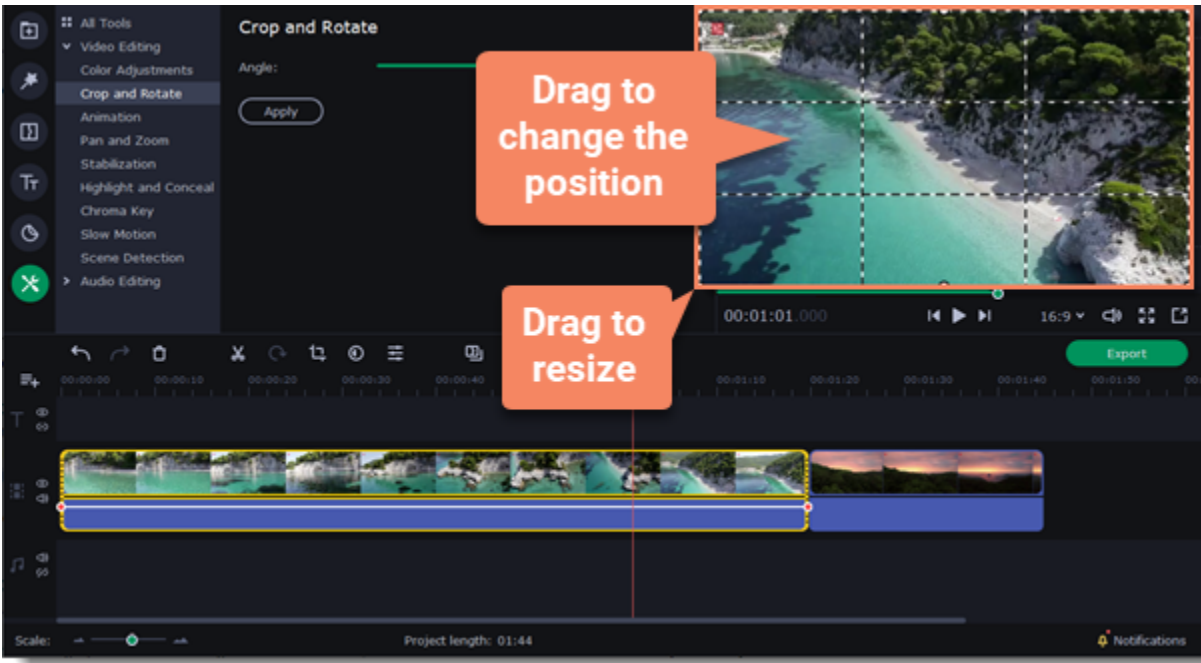 All Tools
Video Editing
Color Adjustments
Crop and Rotate
Animation
Pan and Zoom
Stabilization
Highlight and Conceal
Chroma Key
Slow Motion
Scene Detection
Audio Editing
Crop and Rotate
Angle:
Apply
Drag to
change the
position
Drag to
resize
00:01:01.000
16:9
Export
00:00:00 00:00:10 00:00:20 00:00:30 00:00:40 00:01:10 00:01:20 00:01:30 00:01:40 00:01:50
Scale:
Project length: 01:44
Notifications